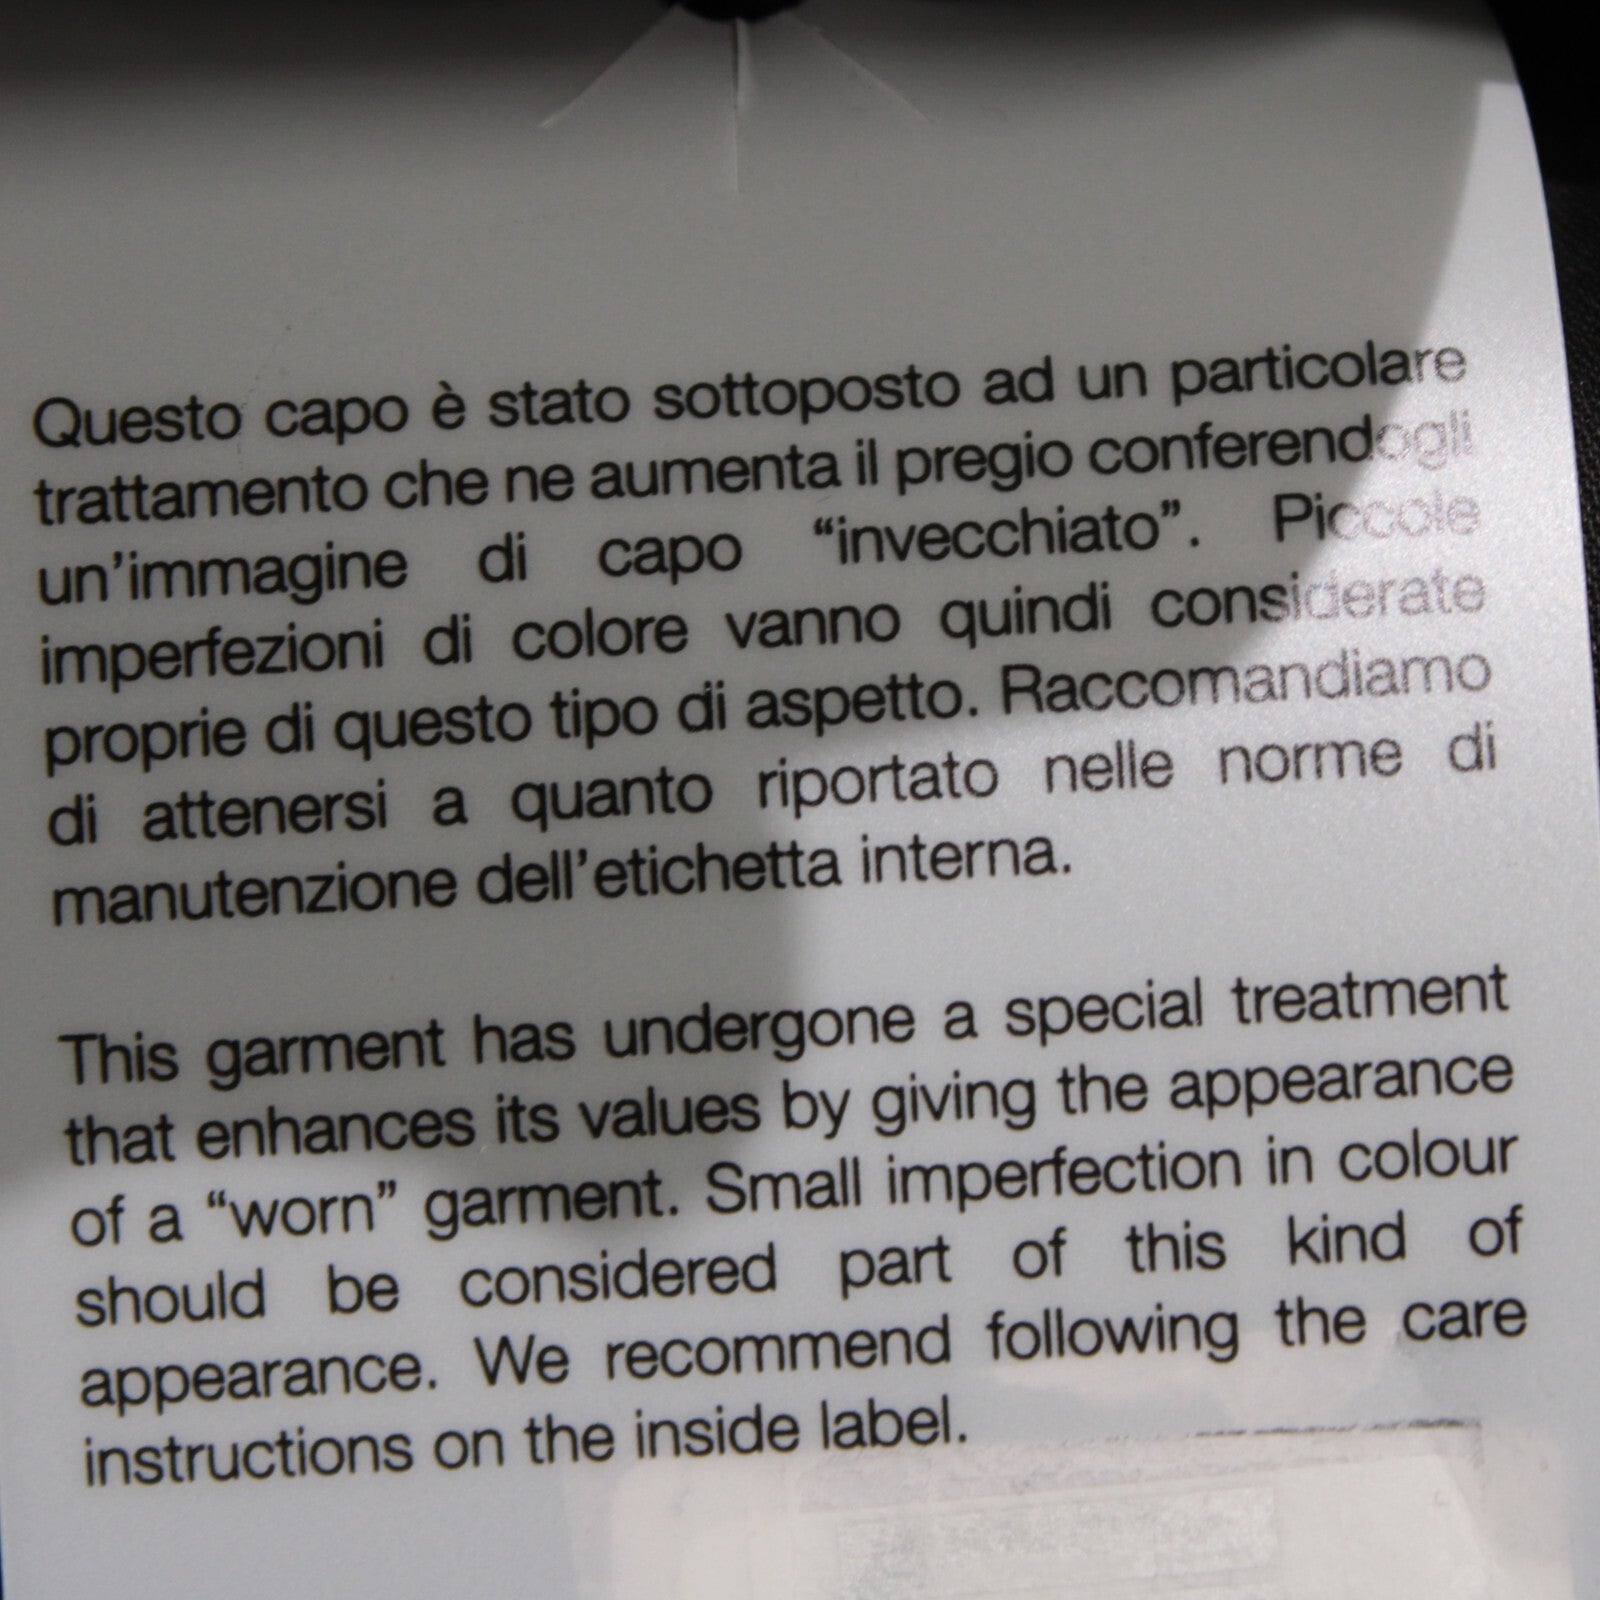 Questo capo è stato sottoposto ad un particolare
trattamento che ne aumenta il pregio conferendogli
un’immagine di capo “invecchiato”. Piccole
imperfezioni di colore vanno quindi considerate
proprie di questo tipo di aspetto. Raccomandiamo
di attenersi a quanto riportato nelle norme di
manutenzione dell’etichetta interna.
This garment has undergone a special treatment
that enhances its values by giving the appearance
of a “worn” garment. Small imperfection in colour
should be considered part of this kind of
appearance. We recommend following the care
instructions on the inside label.